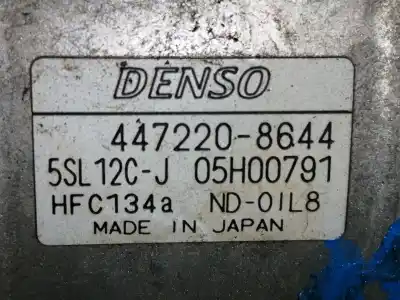 DENSO
447220-8644
5SL12C-J 05H00791
HFC134a ND-OIL8
MADE IN JAPAN